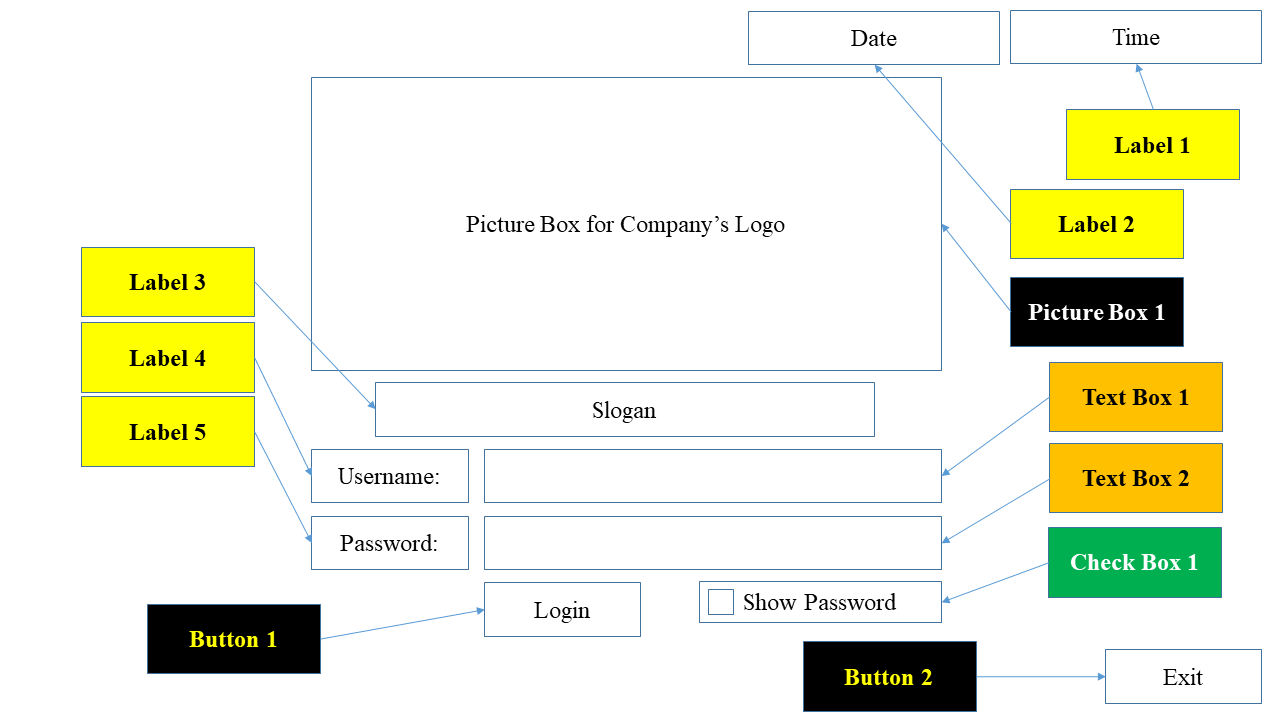 Date
Time
Label 1
Picture Box for Company’s Logo
Label 2
Label 3
Picture Box 1
Label 4
Text Box 1
Slogan
Label 5
Username:
Text Box 2
Password:
Check Box 1
Login
Show Password
Button 1
Button 2
Exit